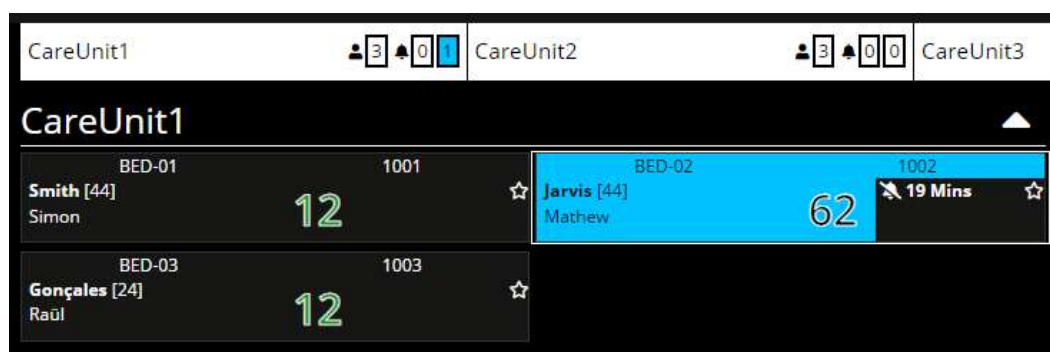 CareUnit1 3 0 1 CareUnit2 3 0 0 CareUnit3
CareUnit1
BED-01 1001
Smith [44]
Simon
12
BED-02 1002
Jarvis [44]
Mathew
62
19 Mins
BED-03 1003
Gonçales [24]
Raūl
12